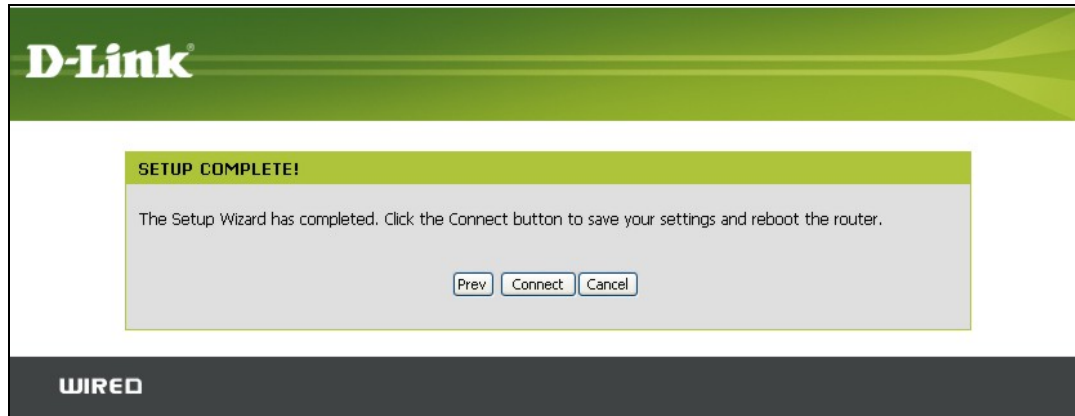 D-Link®
SETUP COMPLETE!
The Setup Wizard has completed. Click the Connect button to save your settings and reboot the router.
Prev Connect Cancel
WIRED